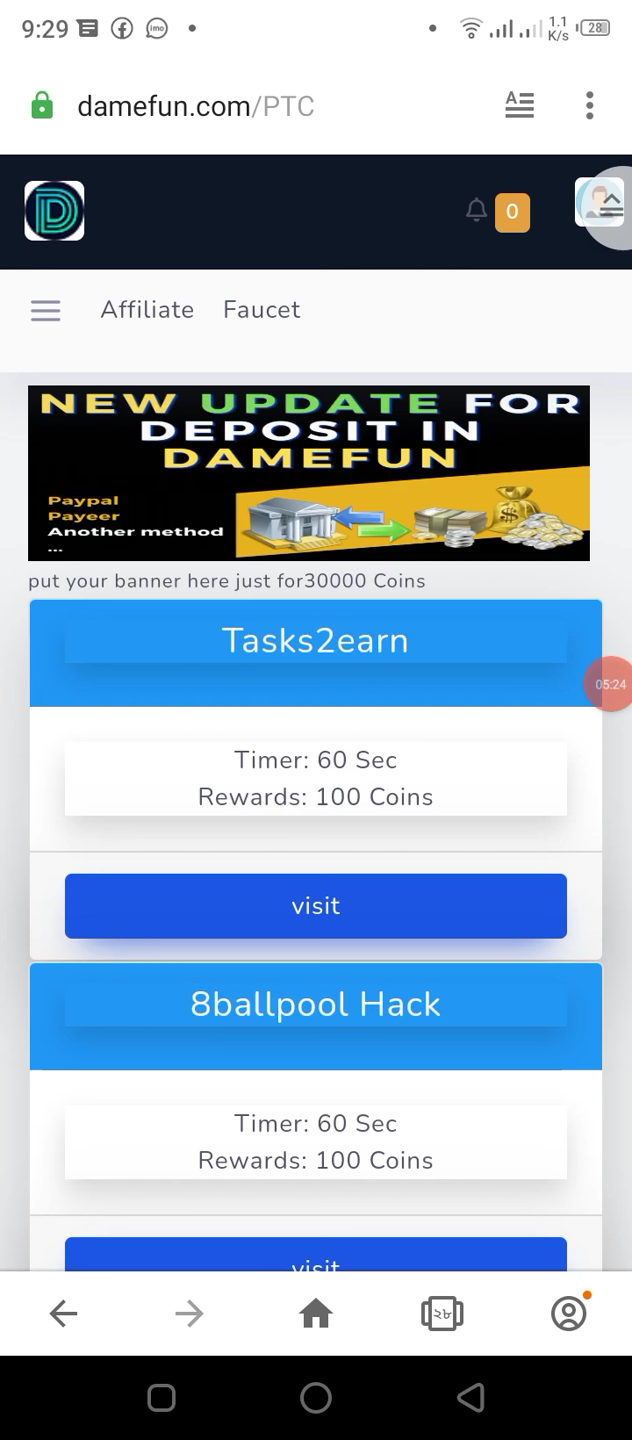 9:29
imo
1.1
K/s
28
damefun.com/PTC
A
D
0
Affiliate Faucet
NEW UPDATE FOR
DEPOSIT IN
DAMEFUN
Paypal
Payeer
Another method
...
$
put your banner here just for30000 Coins
Tasks2earn
05:24
Timer: 60 Sec
Rewards: 100 Coins
visit
8ballpool Hack
Timer: 60 Sec
Rewards: 100 Coins
visit
২৮